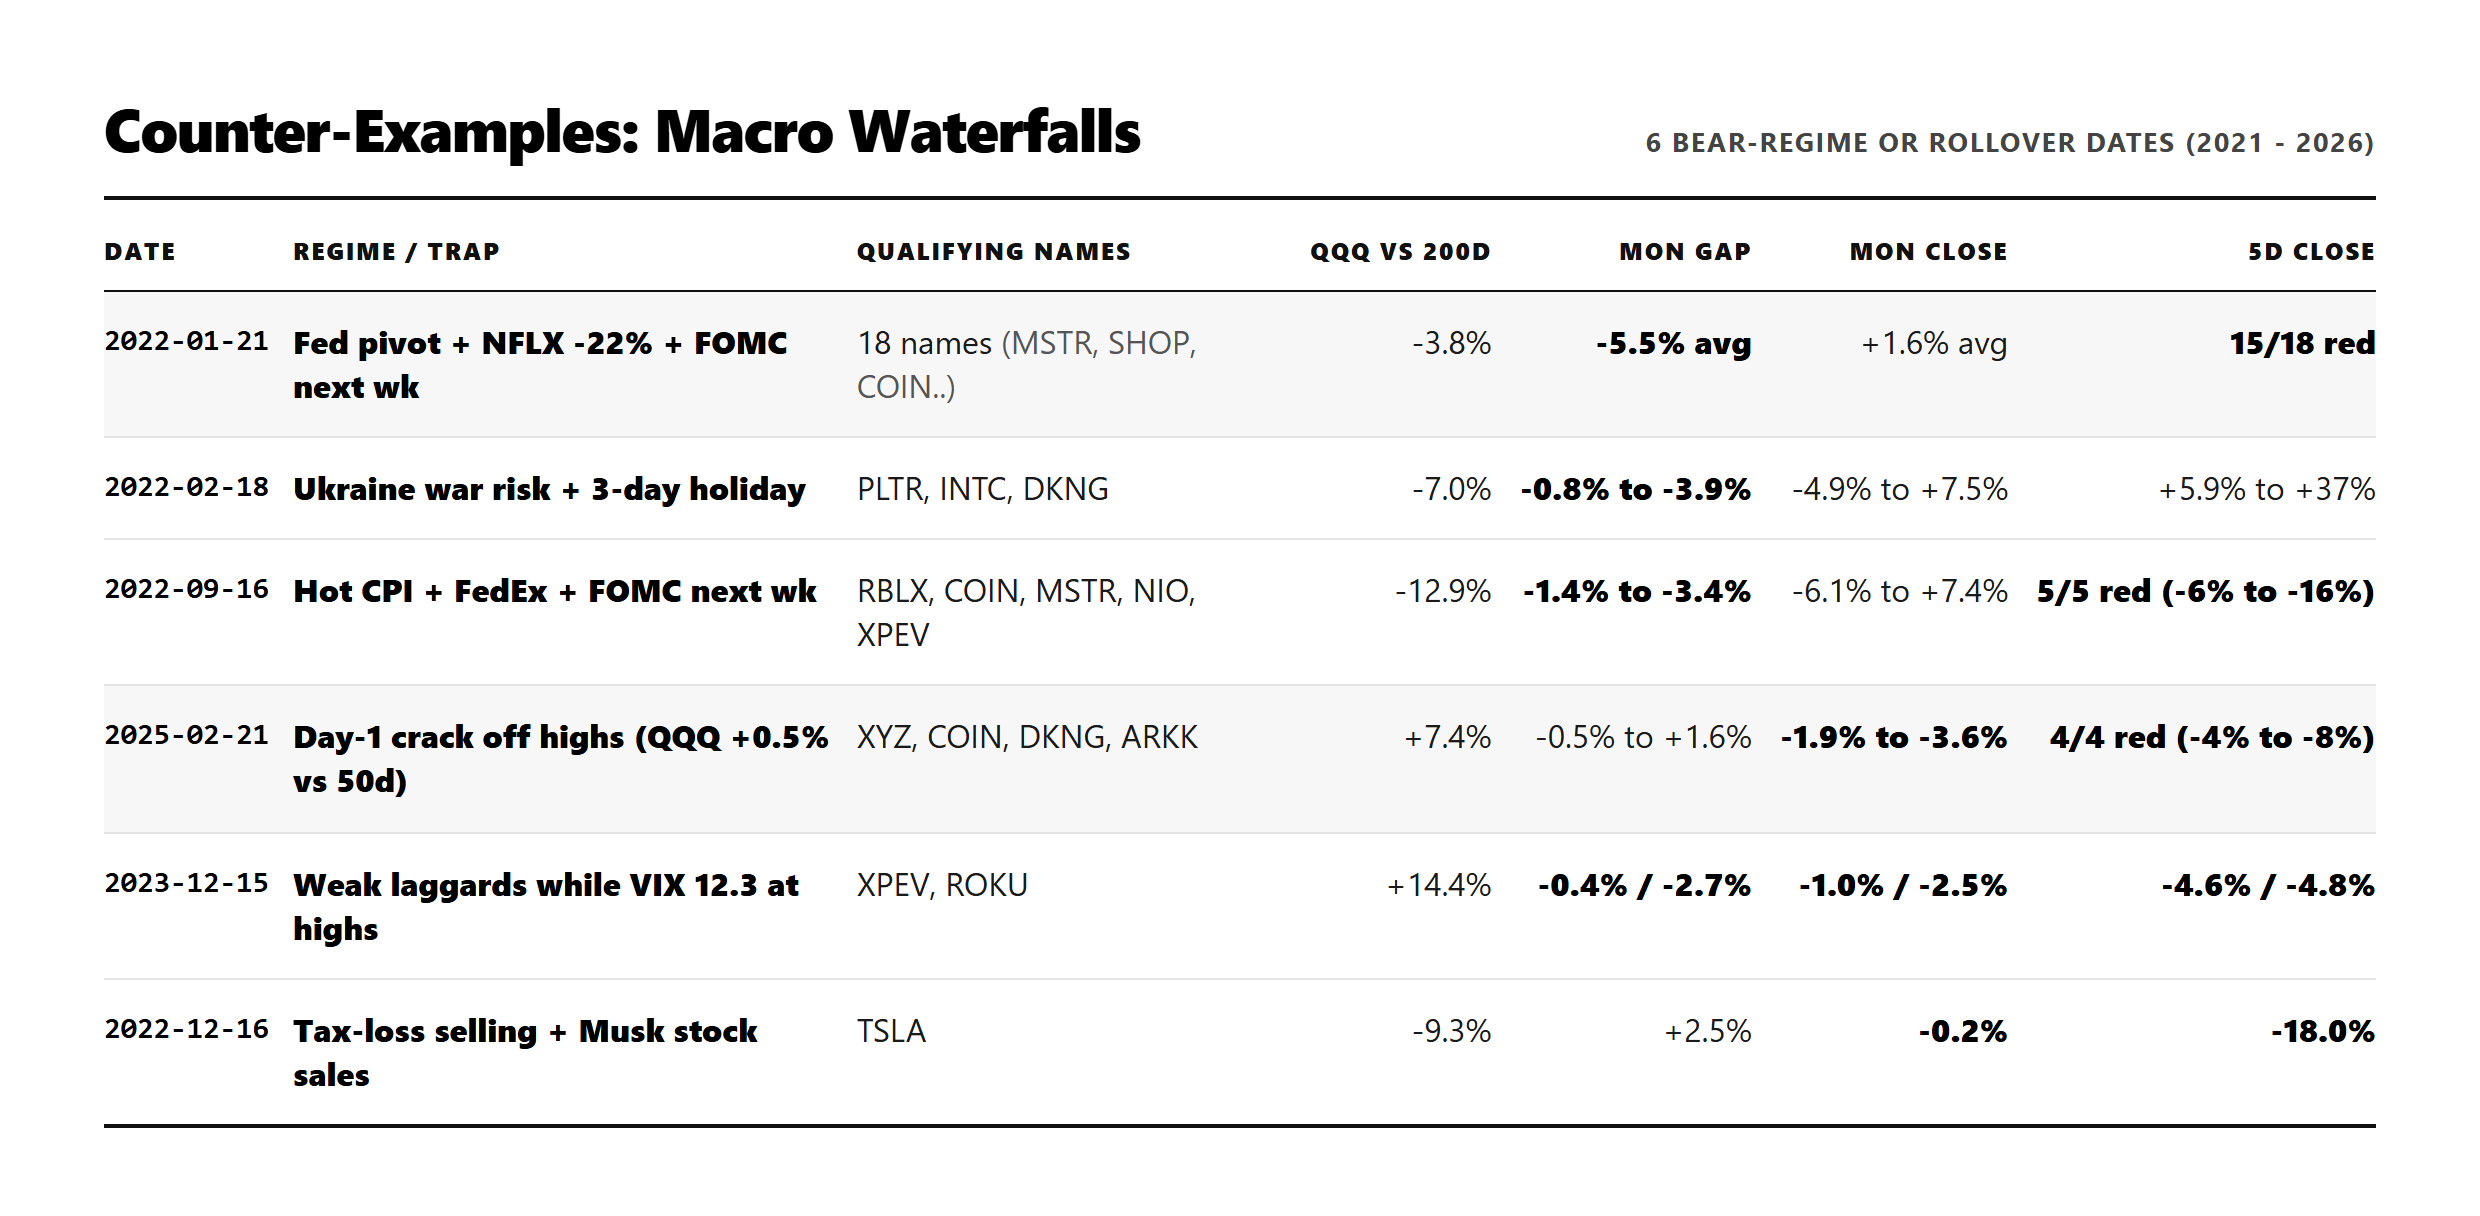 Counter-Examples: Macro Waterfalls
6 BEAR-REGIME OR ROLLOVER DATES (2021 - 2026)
DATE REGIME / TRAP QUALIFYING NAMES QQQ VS 200D MON GAP MON CLOSE 5D CLOSE
2022-01-21 Fed pivot + NFLX -22% + FOMC 18 names (MSTR, SHOP, -3.8% -5.5% avg +1.6% avg 15/18 red
next wk COIN..)
2022-02-18 Ukraine war risk + 3-day holiday PLTR, INTC, DKNG -7.0% -0.8% to -3.9% -4.9% to +7.5% +5.9% to +37%
2022-09-16 Hot CPI + FedEx + FOMC next wk RBLX, COIN, MSTR, NIO, -12.9% -1.4% to -3.4% -6.1% to +7.4% 5/5 red (-6% to -16%)
XPEV
2025-02-21 Day-1 crack off highs (QQQ +0.5% XYZ, COIN, DKNG, ARKK +7.4% -0.5% to +1.6% -1.9% to -3.6% 4/4 red (-4% to -8%)
vs 50d)
2023-12-15 Weak laggards while VIX 12.3 at XPEV, ROKU +14.4% -0.4% / -2.7% -1.0% / -2.5% -4.6% / -4.8%
highs
2022-12-16 Tax-loss selling + Musk stock TSLA -9.3% +2.5% -0.2% -18.0%
sales